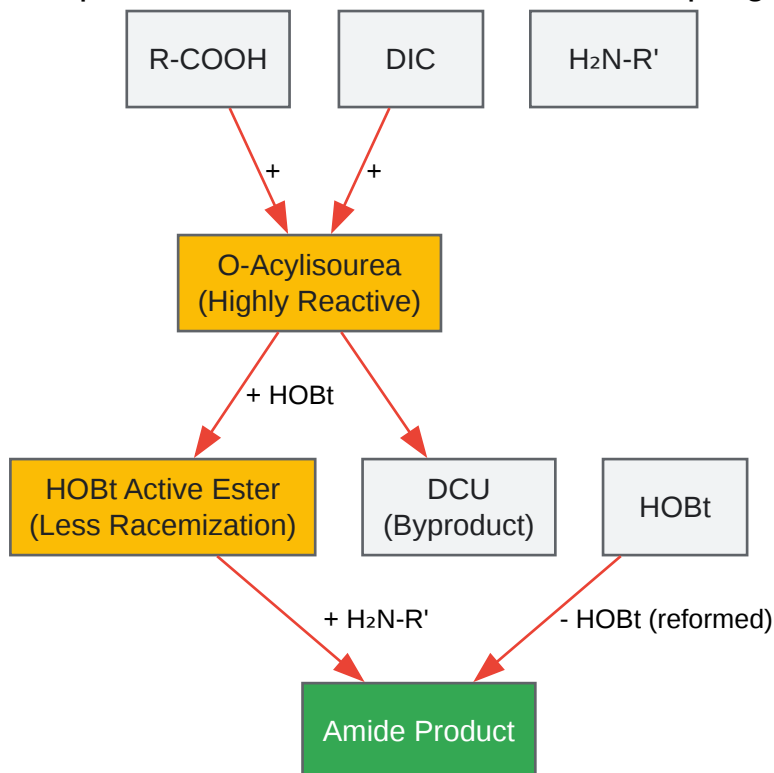 R-COOH
DIC
H₂N-R'
+
+
O-Acylisourea
(Highly Reactive)
+ HOBt
HOBt Active Ester
(Less Racemization)
DCU
(Byproduct)
HOBt
+ H₂N-R'
- HOBt (reformed)
Amide Product